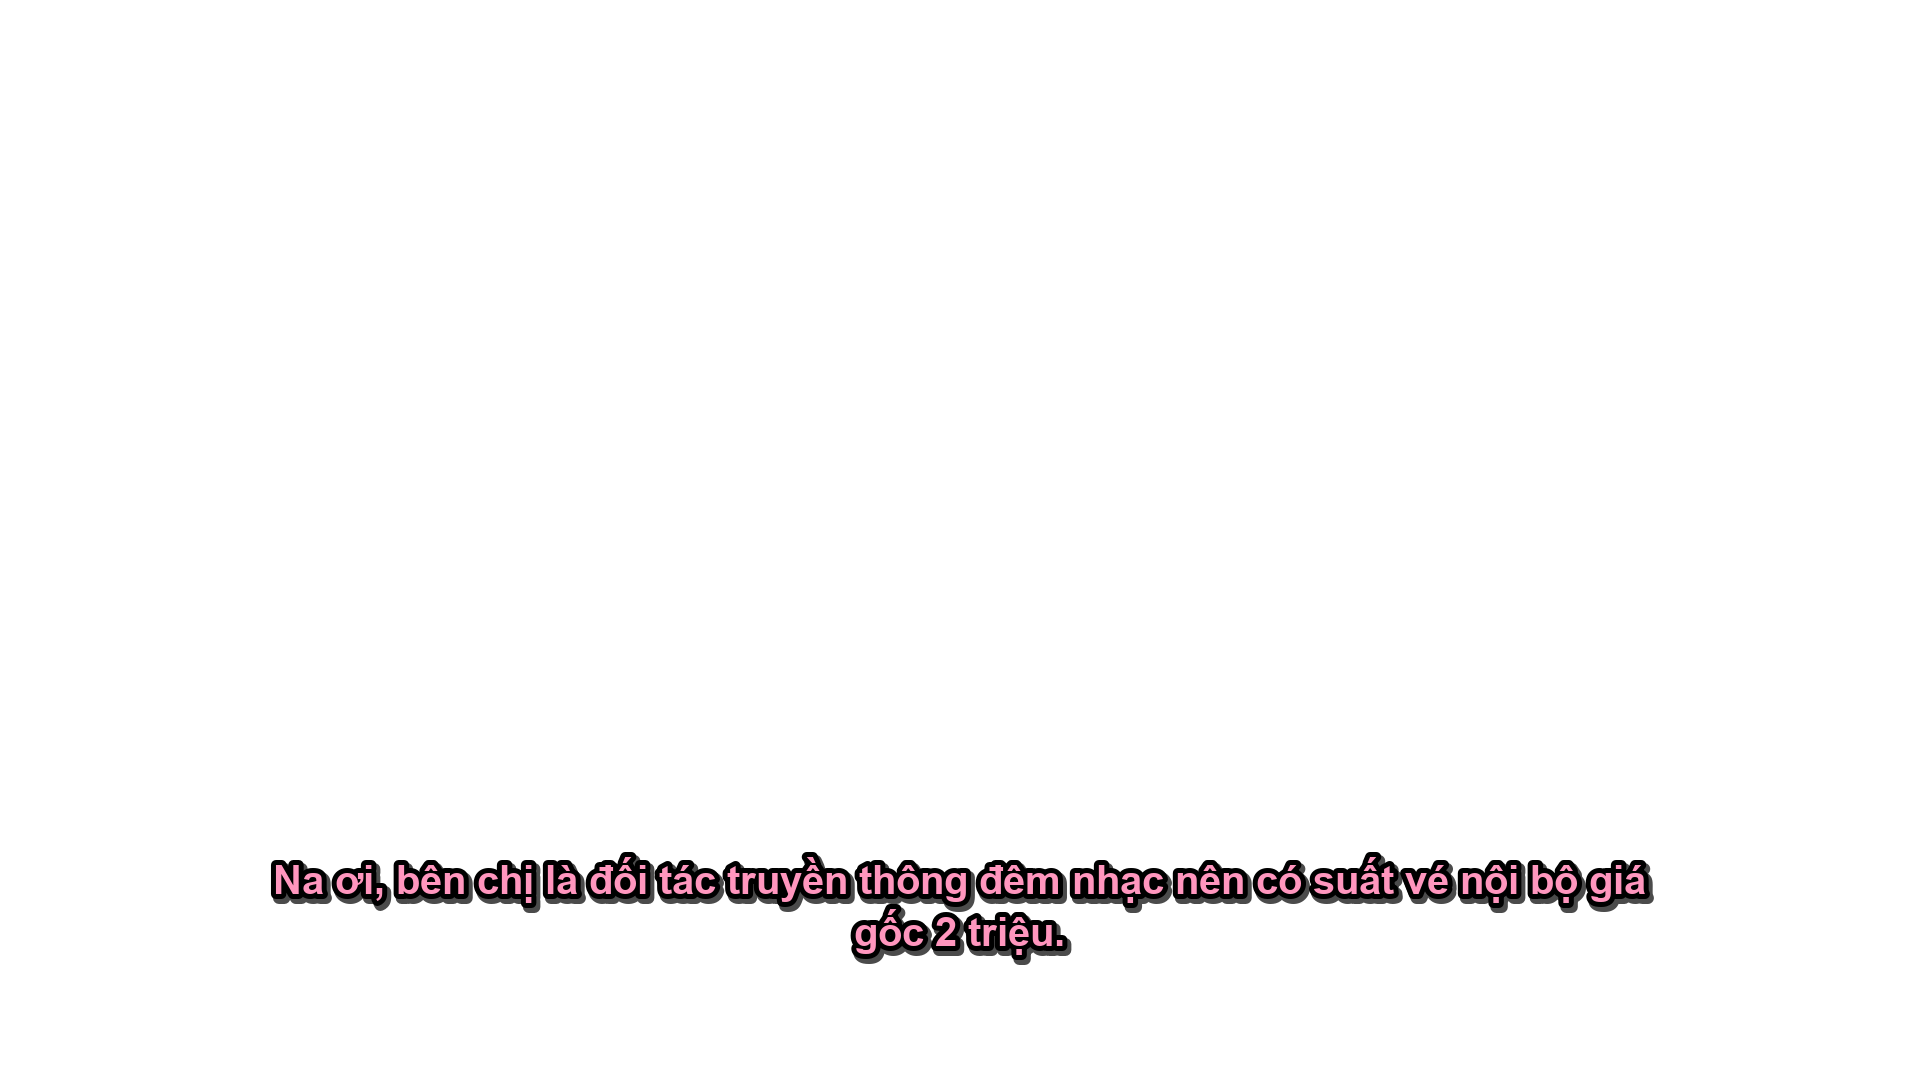 Na ơi, bên chị là đối tác truyền thông đêm nhạc nên có suất vé nội bộ giá
gốc 2 triệu.